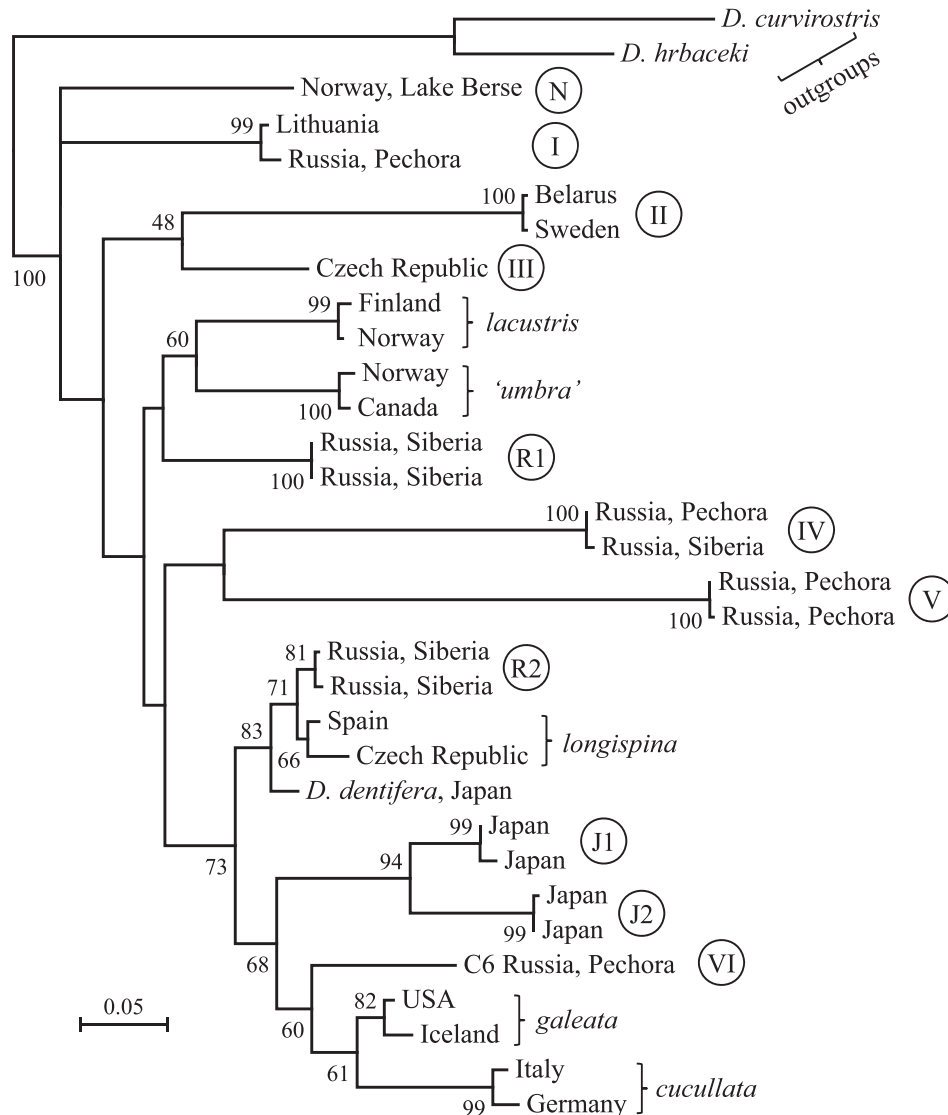 D. curvirostris
D. hrbaceki
outgroups
Norway, Lake Berse N
99 Lithuania
Russia, Pechora
I
100 Belarus
Sweden
II
48
Czech Republic III
100
99 Finland
Norway
lacustris
60
Norway
Canada
100
‘umbra’
Russia, Siberia
Russia, Siberia
100
R1
100 Russia, Pechora
Russia, Siberia
IV
Russia, Pechora
Russia, Pechora
100
V
81 Russia, Siberia
Russia, Siberia
R2
71
83
Spain
Czech Republic
66
longispina
D. dentifera, Japan
73
99 Japan
Japan
J1
94
Japan
Japan
99
J2
68
C6 Russia, Pechora VI
60
82 USA
Iceland
galeata
61
Italy
Germany
99
cucullata
0.05